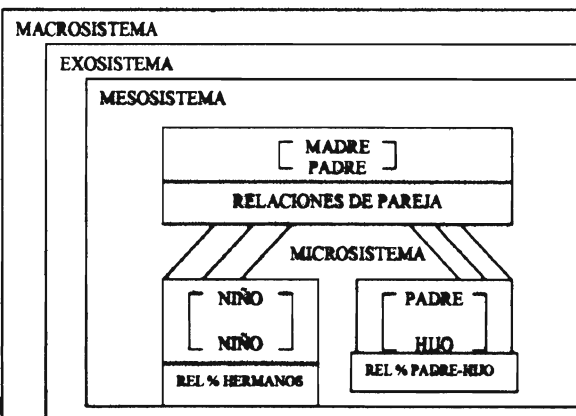 MACROSISTEMA
EXOSISTEMA
MESOSISTEMA
MADRE
PADRE
RELACIONES DE PAREJA
MICROSISTEMA
NIÑO
NIÑO
REL % HERMANOS
PADRE
HIJO
REL % PADRE-HIJO